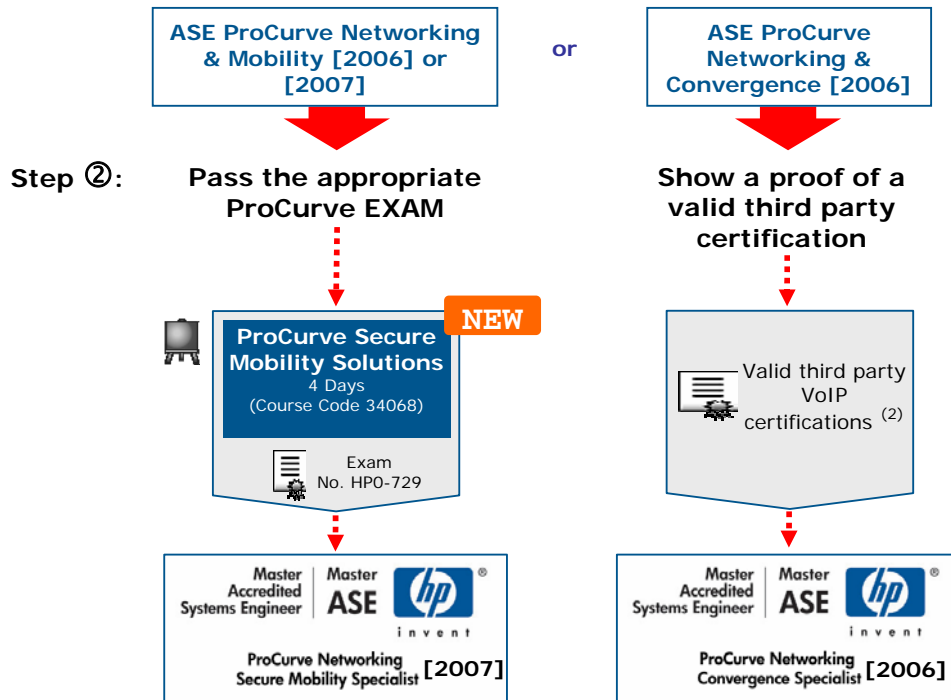 ASE ProCurve Networking
& Mobility [2006] or
[2007]
or
ASE ProCurve
Networking &
Convergence [2006]
Step ②:
Pass the appropriate
ProCurve EXAM
Show a proof of a
valid third party
certification
NEW
ProCurve Secure
Mobility Solutions
4 Days
(Course Code 34068)
Exam
No. HP0-729
Valid third party
VoIP
certifications (2)
Master
Accredited
Systems Engineer
Master
ASE
hp
®
invent
ProCurve Networking
Secure Mobility Specialist [2007]
Master
Accredited
Systems Engineer
Master
ASE
hp
®
invent
ProCurve Networking
Convergence Specialist [2006]